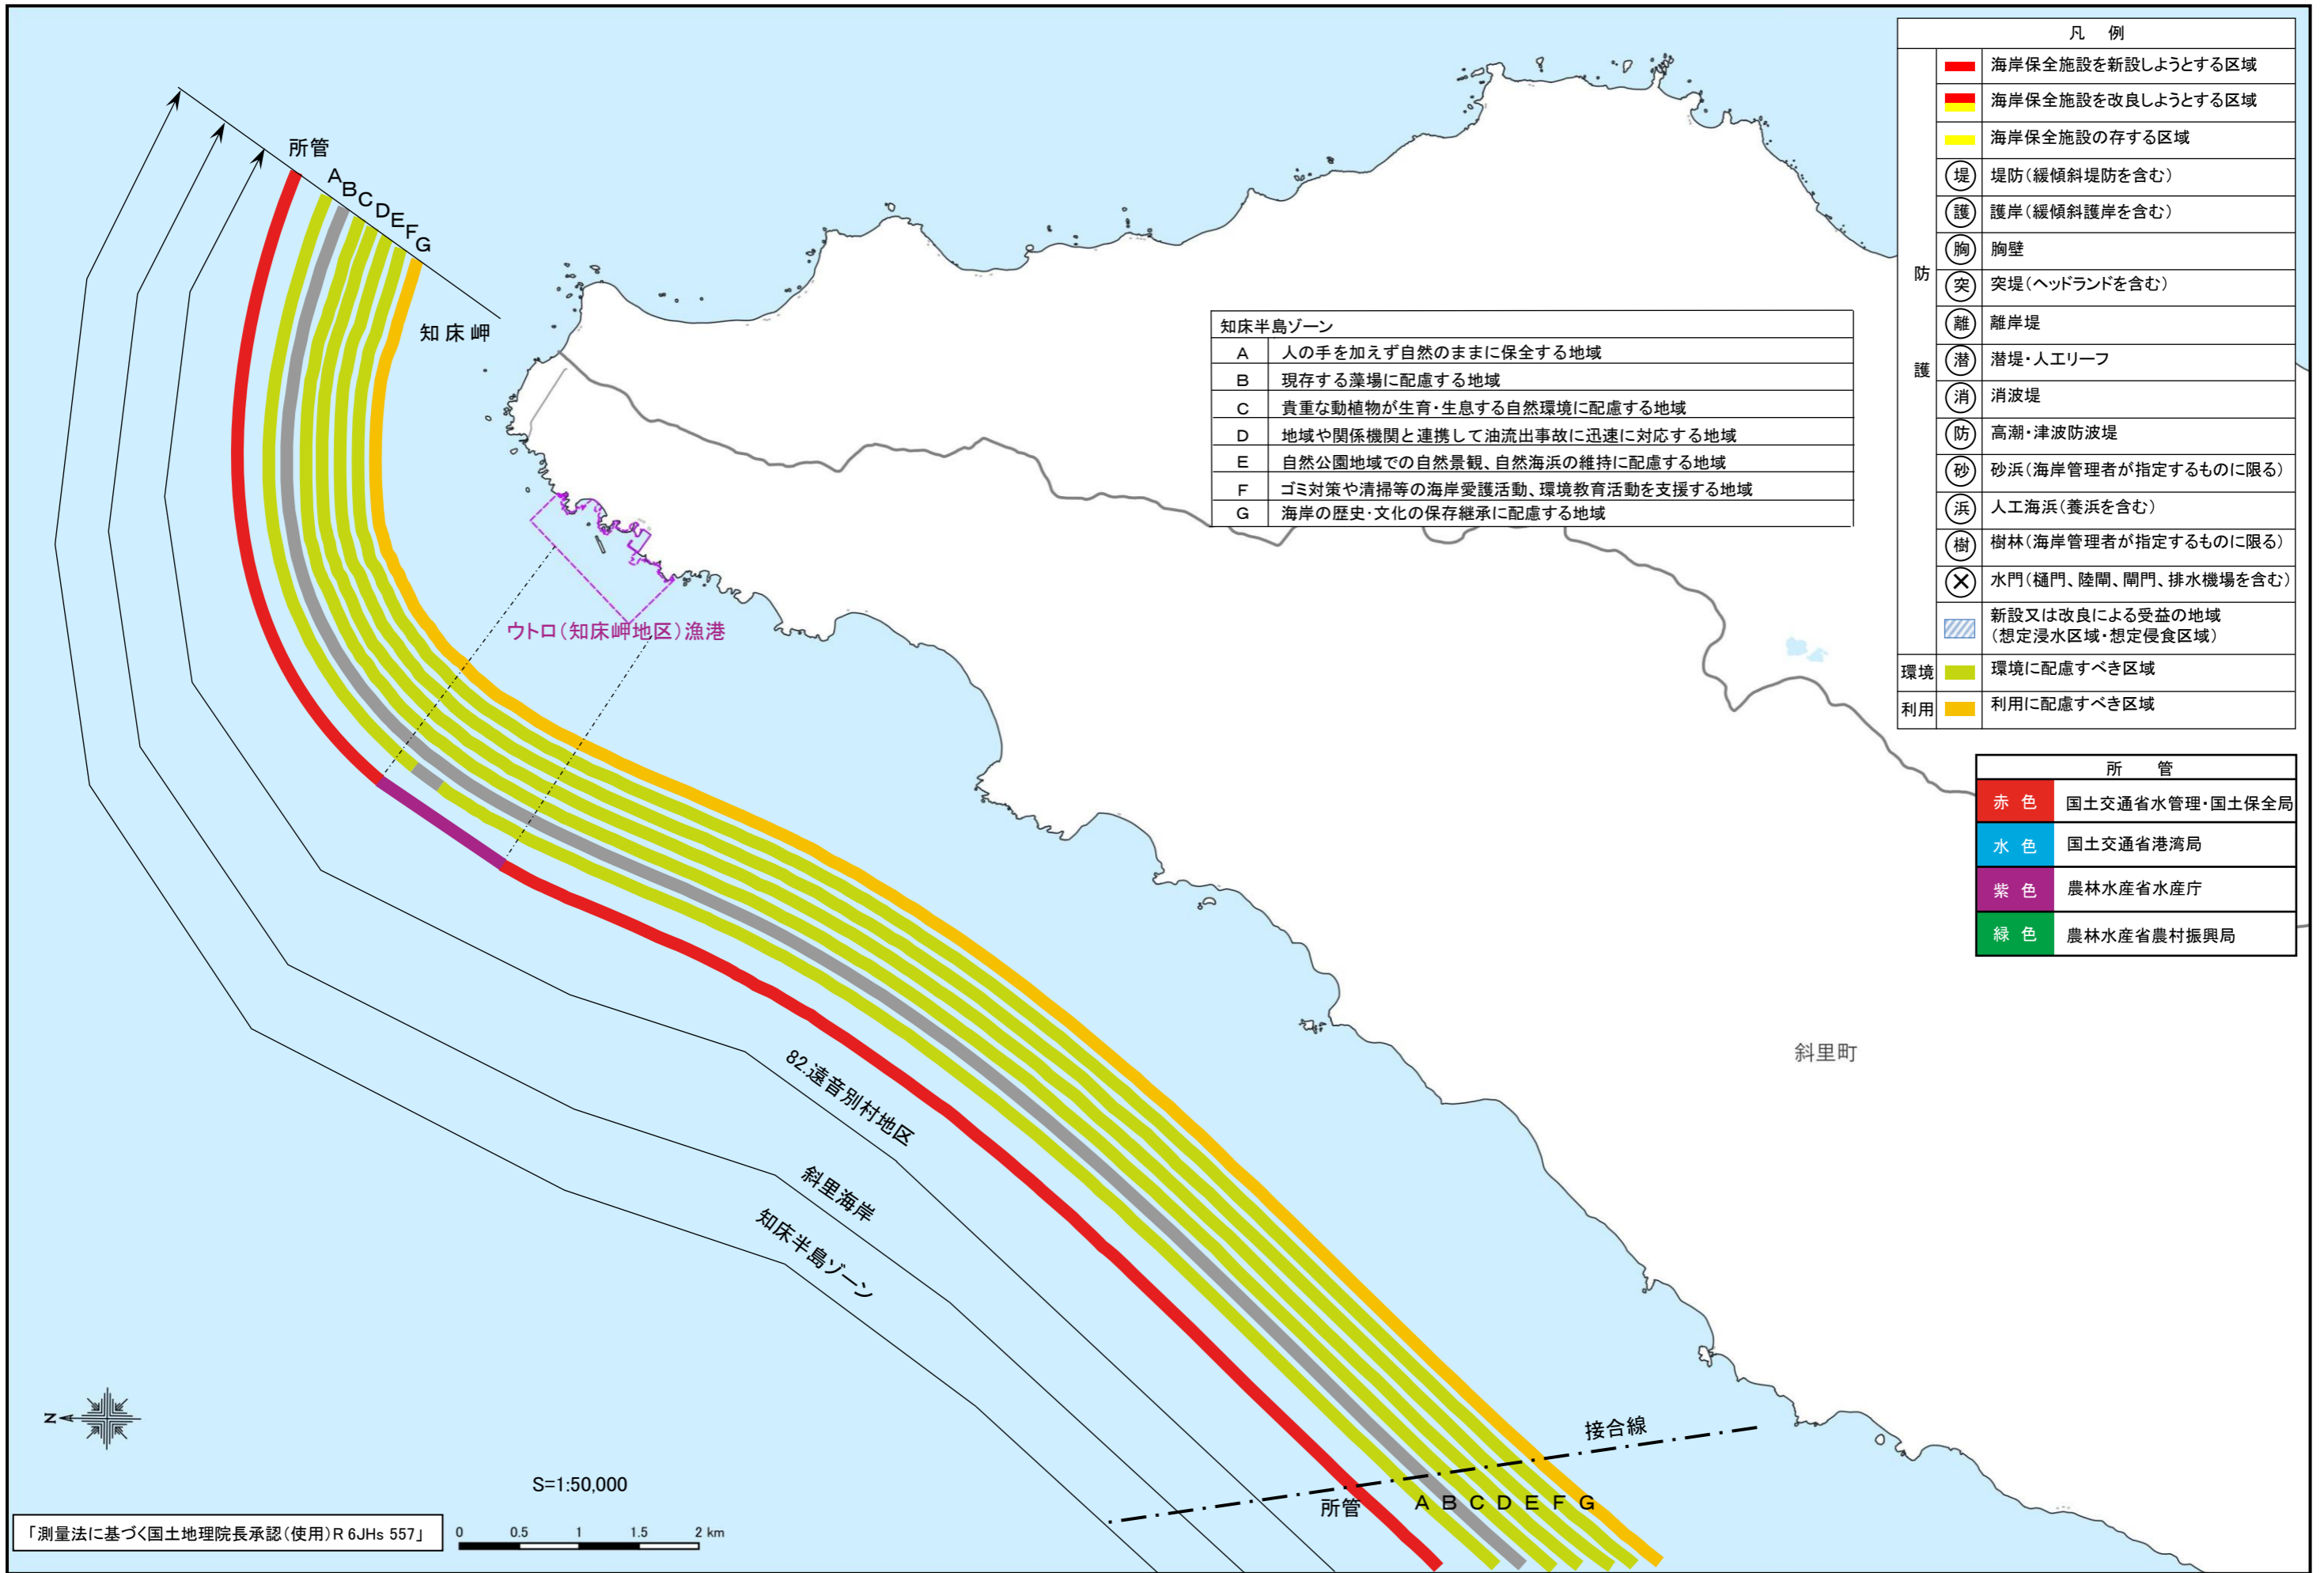 所管
A
B
C
D
E
F
G
知床岬
ウトロ（知床岬地区）漁港
知床半島ゾーン
A 人の手を加えず自然のままに保全する地域
B 現存する藻場に配慮する地域
C 貴重な動植物が生育・生息する自然環境に配慮する地域
D 地域や関係機関と連携して油流出事故に迅速に対応する地域
E 自然公園地域での自然景観、自然海浜の維持に配慮する地域
F ゴミ対策や清掃等の海岸愛護活動、環境教育活動を支援する地域
G 海岸の歴史・文化の保存継承に配慮する地域
凡 例
防護
海岸保全施設を新設しようとする区域
海岸保全施設を改良しようとする区域
海岸保全施設の存する区域
堤 堤防（緩傾斜堤防を含む）
護 護岸（緩傾斜護岸を含む）
胸 胸壁
突 突堤（ヘッドランドを含む）
離 離岸堤
潜 潜堤・人工リーフ
消 消波堤
防 高潮・津波防波堤
砂 砂浜（海岸管理者が指定するものに限る）
浜 人工海浜（養浜を含む）
樹 樹林（海岸管理者が指定するものに限る）
水門（樋門、陸閘、閘門、排水機場を含む）
新設又は改良による受益の地域
（想定浸水区域・想定侵食区域）
環境 環境に配慮すべき区域
利用 利用に配慮すべき区域
所 管
赤 色 国土交通省水管理・国土保全局
水 色 国土交通省港湾局
紫 色 農林水産省水産庁
緑 色 農林水産省農村振興局
斜里町
82.遠音別村地区
斜里海岸
知床半島ゾーン
接合線
所管 A B C D E F G
N
S=1:50,000
0 0.5 1 1.5 2 km
「測量法に基づく国土地理院長承認（使用）R 6JHs 557」